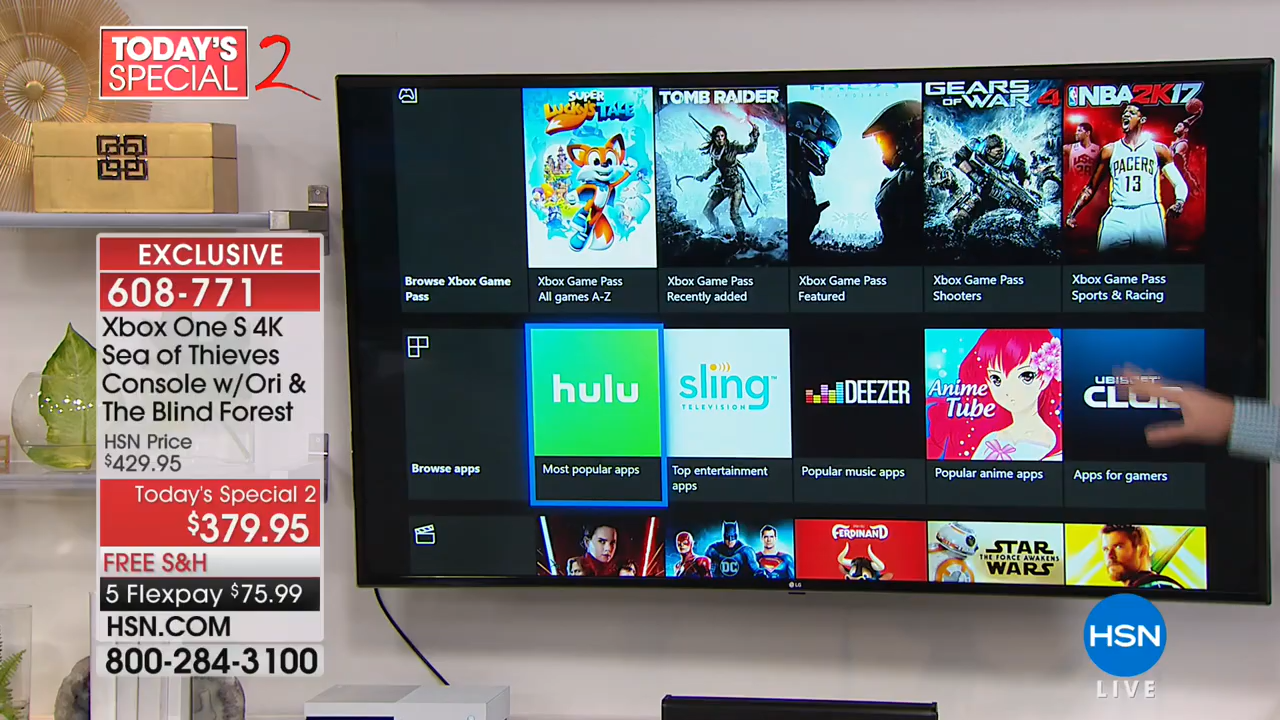 TODAY'S
SPECIAL 2
EXCLUSIVE
608-771
Xbox One S 4K
Sea of Thieves
Console w/Ori &
The Blind Forest
HSN Price
$429.95
Today's Special 2
$379.95
FREE S&H
5 Flexpay $75.99
HSN.COM
800-284-3100
SUPER
LUCKY'S TALE
TOMB RAIDER
GEARS
OF WAR 4
NBA 2K17
PACERS
13
Browse Xbox Game
Pass
Xbox Game Pass
All games A-Z
Xbox Game Pass
Recently added
Xbox Game Pass
Featured
Xbox Game Pass
Shooters
Xbox Game Pass
Sports & Racing
hulu
sling
TELEVISION
DEEZER
Anime
Tube
Browse apps
Most popular apps
Top entertainment
apps
Popular music apps
Popular anime apps
Apps for gamers
DC
FERDINAND
STAR
THE FORCE AWAKENS
WARS
LG
HSN
LIVE